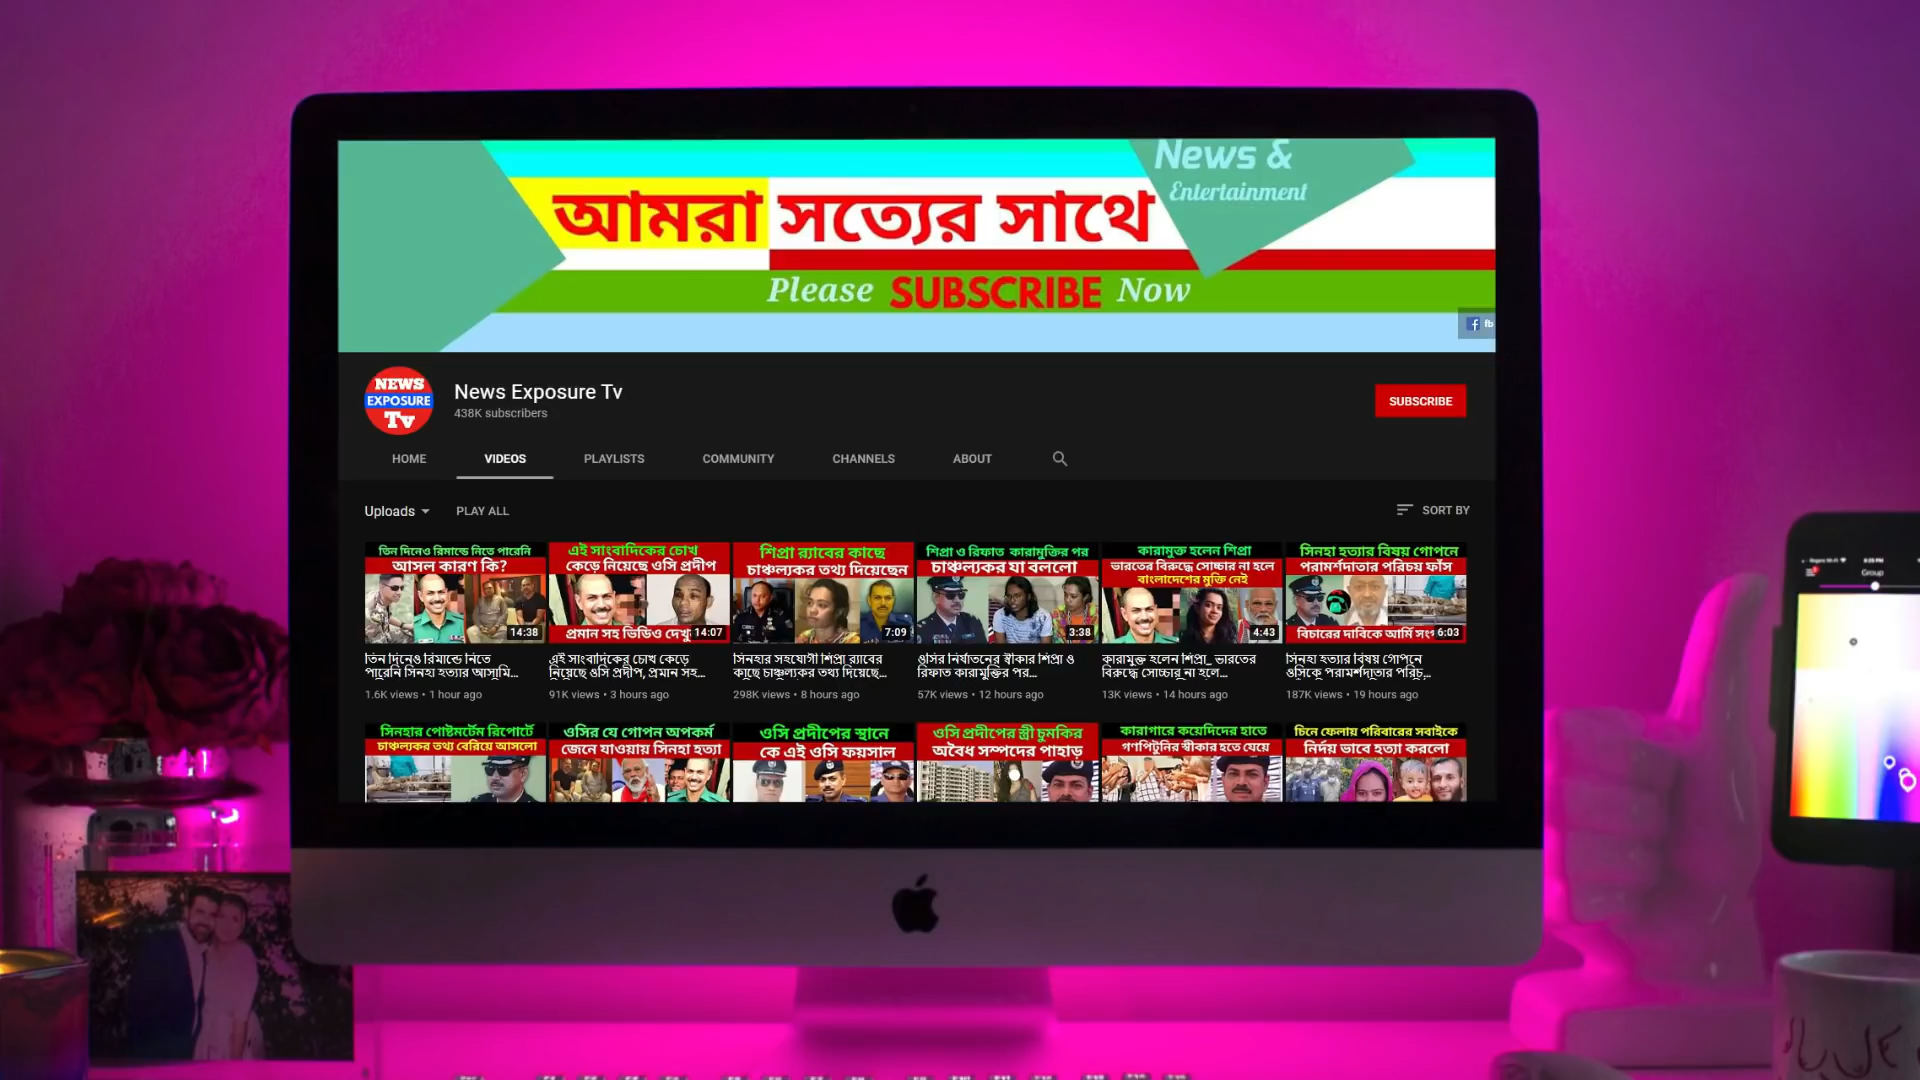 News &
Entertainment
আমরা সত্যের সাথে
Please SUBSCRIBE Now
fb
NEWS
EXPOSURE
Tv
News Exposure Tv
438K subscribers
SUBSCRIBE
HOME VIDEOS PLAYLISTS COMMUNITY CHANNELS ABOUT
Uploads PLAY ALL
SORT BY
তিন দিনেও রিমান্ডে নিতে পারেনি
আসল কারণ কি?
14:38
তিন দিনেও রিমান্ডে নিতে
পারেনি সিনহা হত্যার আসামি...
1.6K views • 1 hour ago
এই সাংবাদিকের চোখ
কেড়ে নিয়েছে ওসি প্রদীপ
প্রমান সহ ভিডিও দেখু
14:07
এই সাংবাদিকের চোখ কেড়ে
নিয়েছে ওসি প্রদীপ, প্রমান সহ...
91K views • 3 hours ago
শিপ্রা র‍্যাবের কাছে
চাঞ্চল্যকর তথ্য দিয়েছেন
7:09
সিনহার সহযোগী শিপ্রা র‍্যাবের
কাছে চাঞ্চল্যকর তথ্য দিয়েছে...
298K views • 8 hours ago
শিপ্রা ও রিফাত কারামুক্তির পর
চাঞ্চল্যকর যা বললো
3:38
ওসির নির্যাতনের স্বীকার শিপ্রা ও
রিফাত কারামুক্তির পর...
57K views • 12 hours ago
কারামুক্ত হলেন শিপ্রা
ভারতের বিরুদ্ধে সোচ্চার না হলে
বাংলাদেশের মুক্তি নেই
4:43
কারামুক্ত হলেন শিপ্রা_ ভারতের
বিরুদ্ধে সোচ্চার না হলে...
13K views • 14 hours ago
সিনহা হত্যার বিষয় গোপনে
পরামর্শদাতার পরিচয় ফাঁস
বিচারের দাবিকে আর্মি সংগ
6:03
সিনহা হত্যার বিষয় গোপনে
ওসিকে পরামর্শদাতার পরিচ...
187K views • 19 hours ago
সিনহার পোষ্টমর্টেম রিপোর্টে
চাঞ্চল্যকর তথ্য বেরিয়ে আসলো
ওসির যে গোপন অপকর্ম
জেনে যাওয়ায় সিনহা হত্যা
ওসি প্রদীপের স্থানে
কে এই ওসি ফয়সাল
ওসি প্রদীপের স্ত্রী চুমকির
অবৈধ সম্পদের পাহাড়
কারাগারে কয়েদিদের হাতে
গণপিটুনির স্বীকার হতে যেয়ে
চিনে ফেলায় পরিবারের সবাইকে
নির্দয় ভাবে হত্যা করলো
Group